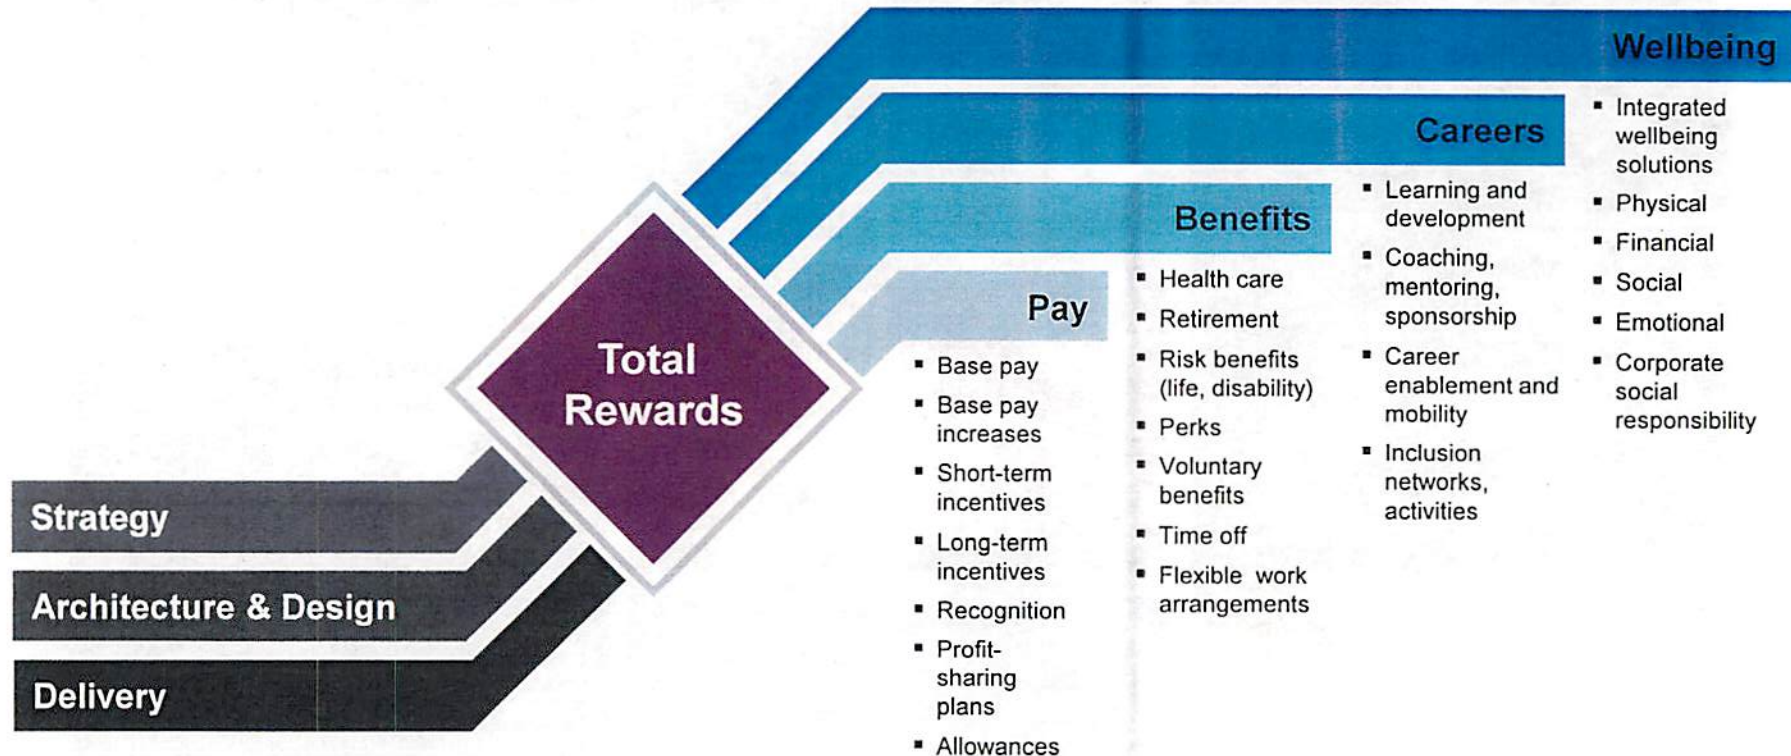 Wellbeing
▪ Integrated
wellbeing
solutions
▪ Physical
▪ Financial
▪ Social
▪ Emotional
▪ Corporate
social
responsibility
Careers
▪ Learning and
development
▪ Coaching,
mentoring,
sponsorship
▪ Career
enablement and
mobility
▪ Inclusion
networks,
activities
Benefits
▪ Health care
▪ Retirement
▪ Risk benefits
(life, disability)
▪ Perks
▪ Voluntary
benefits
▪ Time off
▪ Flexible work
arrangements
Pay
▪ Base pay
▪ Base pay
increases
▪ Short-term
incentives
▪ Long-term
incentives
▪ Recognition
▪ Profit-
sharing
plans
▪ Allowances
Total
Rewards
Strategy
Architecture & Design
Delivery